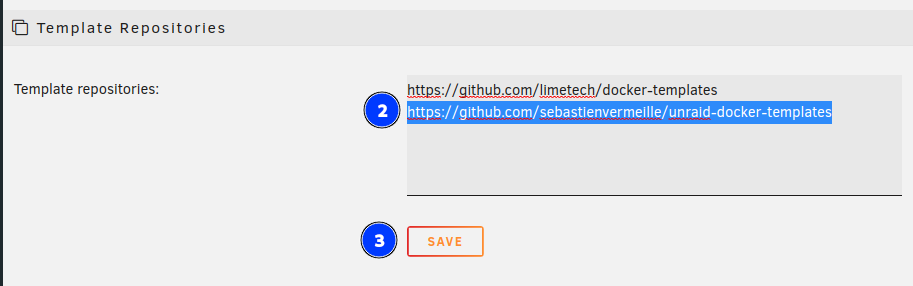 Template Repositories
Template repositories:
https://github.com/limetech/docker-templates
2
https://github.com/sebastienvermeille/unraid-docker-templates
3
SAVE